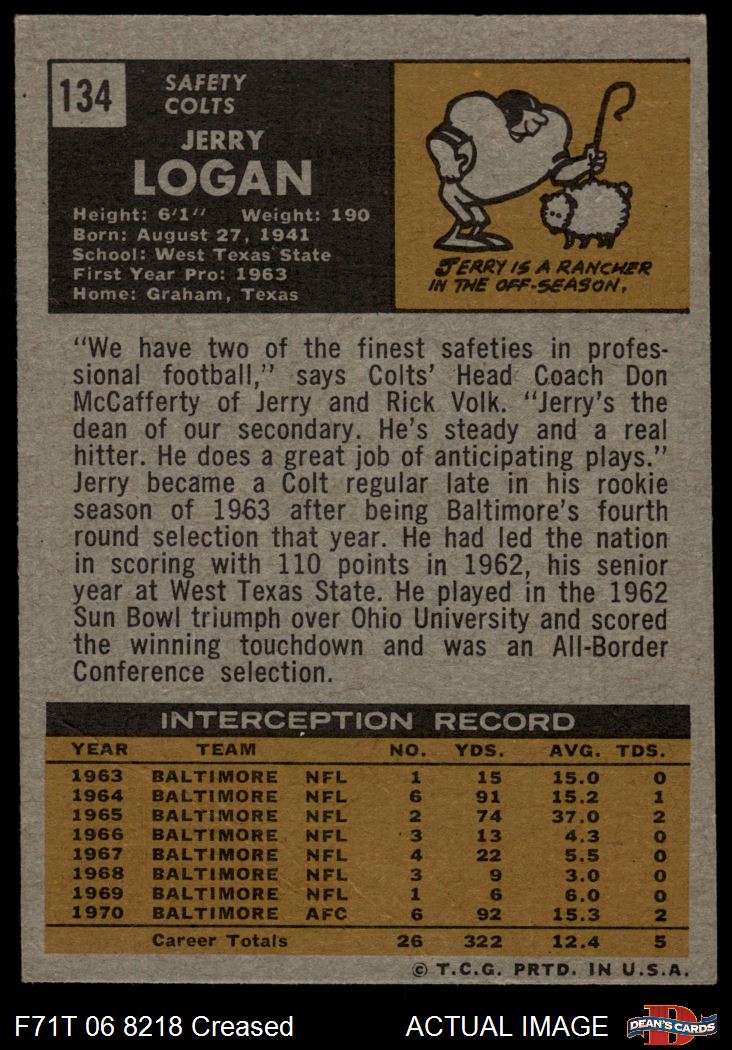 134
SAFETY
COLTS
JERRY
LOGAN
Height: 6'1" Weight: 190
Born: August 27, 1941
School: West Texas State
First Year Pro: 1963
Home: Graham, Texas
JERRY IS A RANCHER
IN THE OFF-SEASON.
"We have two of the finest safeties in profes-
sional football," says Colts' Head Coach Don
McCafferty of Jerry and Rick Volk. "Jerry's the
dean of our secondary. He's steady and a real
hitter. He does a great job of anticipating plays."
Jerry became a Colt regular late in his rookie
season of 1963 after being Baltimore's fourth
round selection that year. He had led the nation
in scoring with 110 points in 1962, his senior
year at West Texas State. He played in the 1962
Sun Bowl triumph over Ohio University and scored
the winning touchdown and was an All-Border
Conference selection.
INTERCEPTION RECORD
YEAR TEAM NO. YDS. AVG. TDS.
1963 BALTIMORE NFL 1 15 15.0 0
1964 BALTIMORE NFL 6 91 15.2 1
1965 BALTIMORE NFL 2 74 37.0 2
1966 BALTIMORE NFL 3 13 4.3 0
1967 BALTIMORE NFL 4 22 5.5 0
1968 BALTIMORE NFL 3 9 3.0 0
1969 BALTIMORE NFL 1 6 6.0 0
1970 BALTIMORE AFC 6 92 15.3 2
Career Totals 26 322 12.4 5
© T.C.G. PRTD. IN U.S.A.
F71T 06 8218 Creased ACTUAL IMAGE
D
DEAN'S CARDS